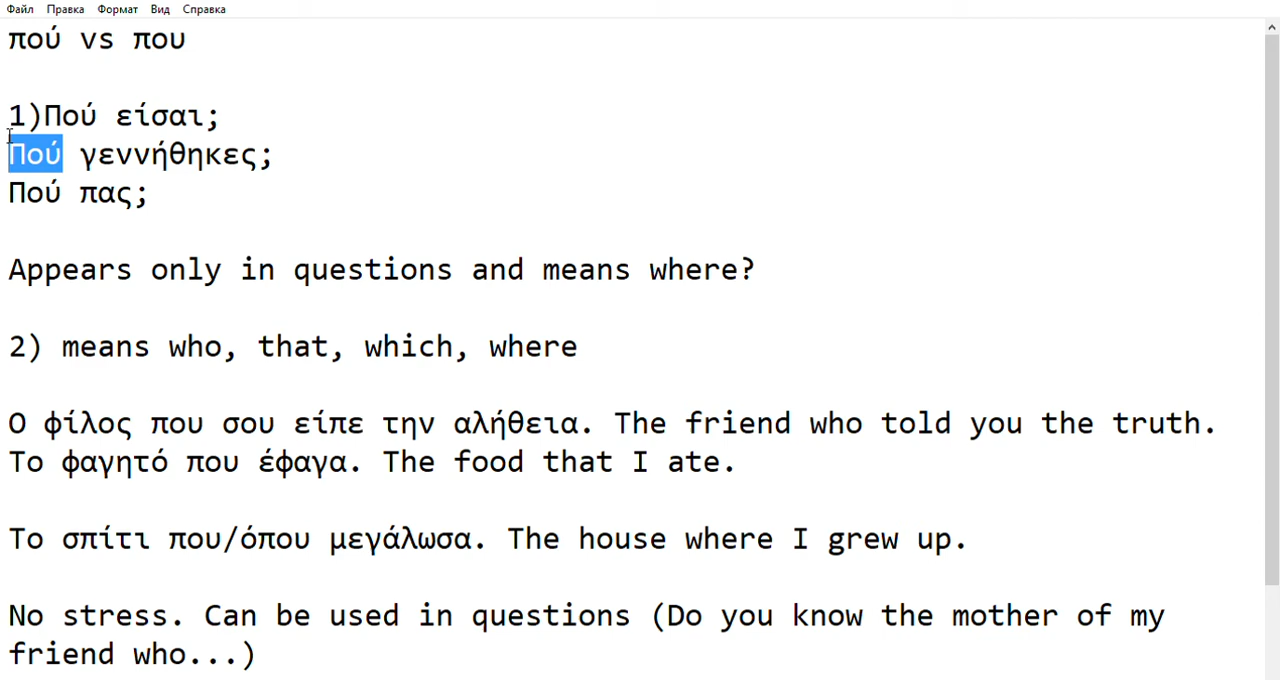 Файл Правка Формат Вид Справка
πού vs που
1)Πού είσαι;
Πού γεννήθηκες;
Πού πας;
Appears only in questions and means where?
2) means who, that, which, where
Ο φίλος που σου είπε την αλήθεια. The friend who told you the truth.
Το φαγητό που έφαγα. The food that I ate.
Το σπίτι που/όπου μεγάλωσα. The house where I grew up.
No stress. Can be used in questions (Do you know the mother of my
friend who...)